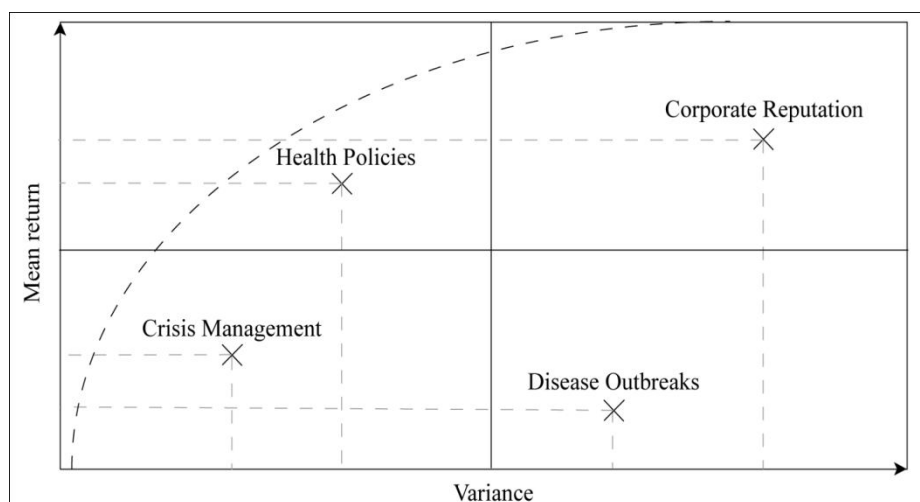 Corporate Reputation
Health Policies
Mean return
Crisis Management
Disease Outbreaks
Variance